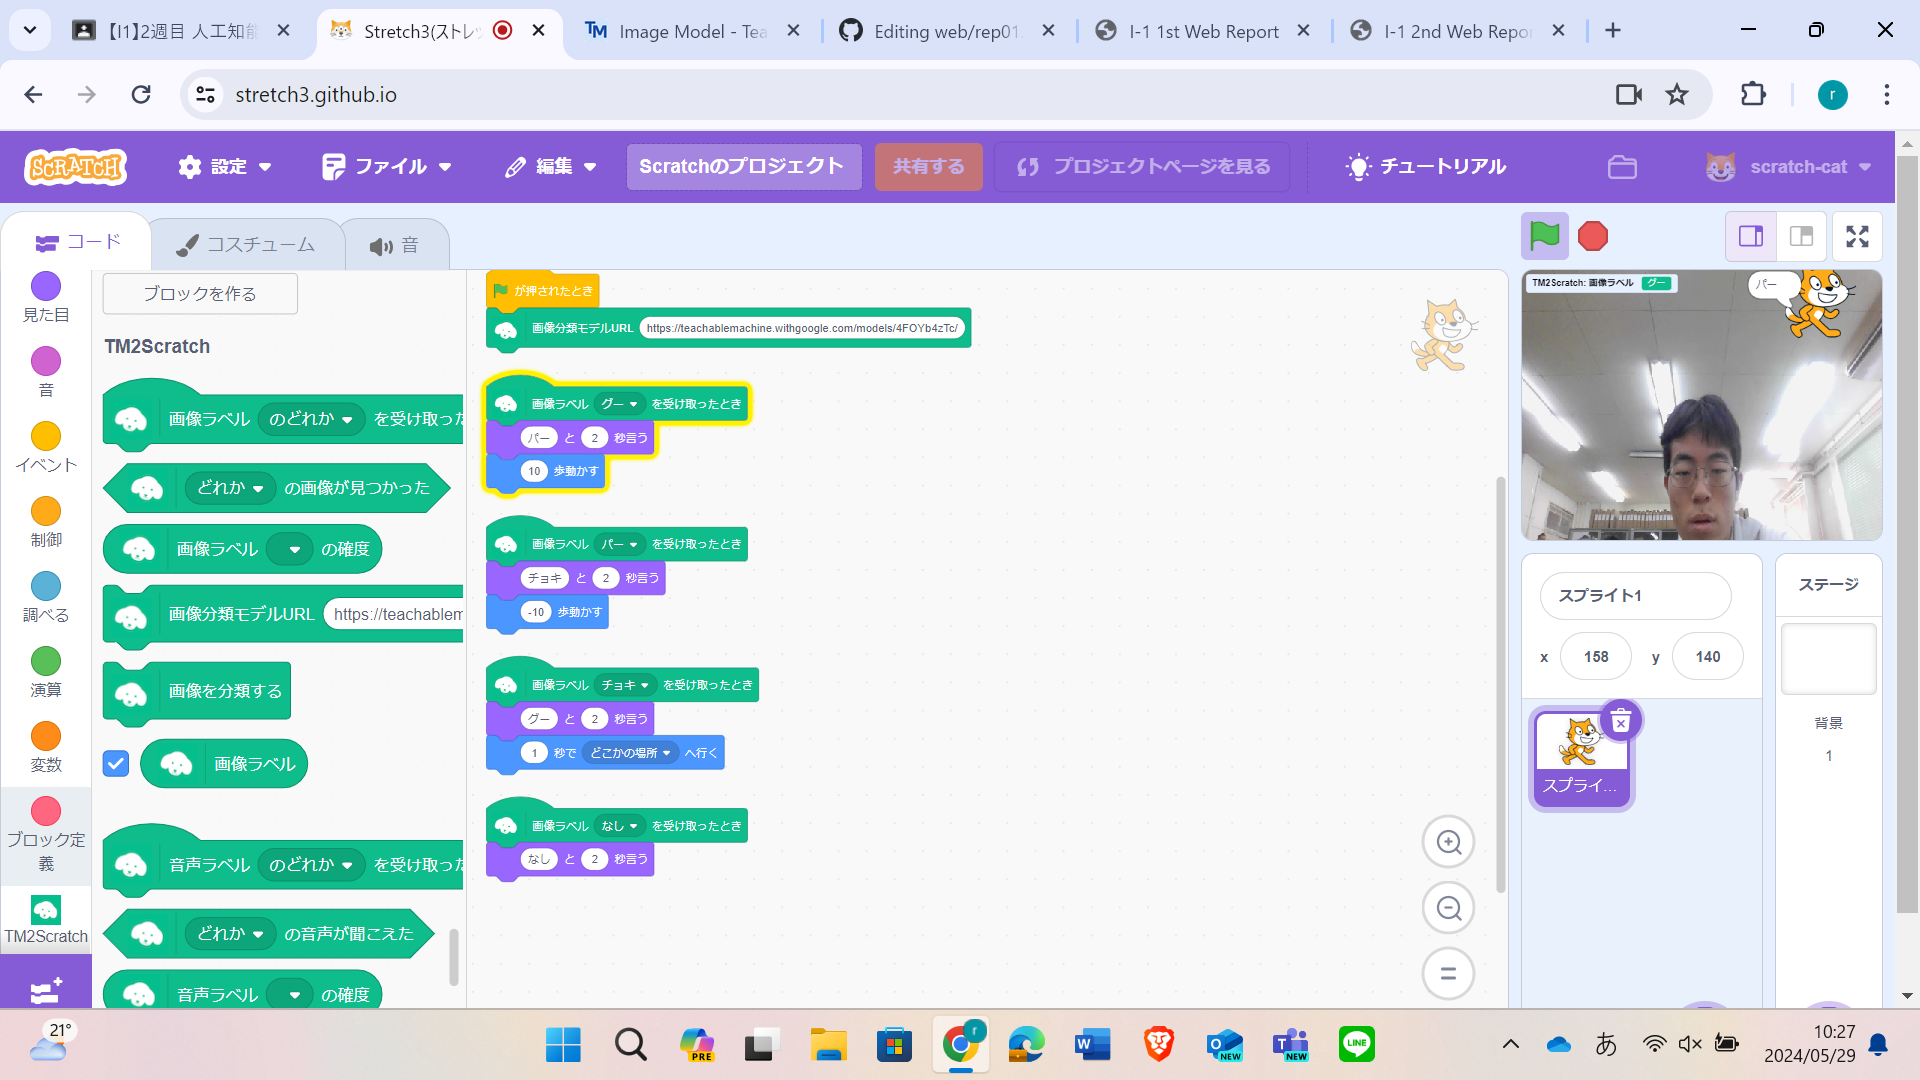 【I1】2週目 人工知能
Stretch3(ストレッ
Image Model - Tea
Editing web/rep01
I-1 1st Web Report
I-1 2nd Web Repor
stretch3.github.io
r
SCRATCH
設定
ファイル
編集
Scratchのプロジェクト
共有する
プロジェクトページを見る
チュートリアル
scratch-cat
コード
コスチューム
音
見た目
音
イベント
制御
調べる
演算
変数
ブロック定
義
TM2Scratch
ブロックを作る
TM2Scratch
画像ラベル のどれか を受け取った
どれか の画像が見つかった
画像ラベル の確度
画像分類モデルURL https://teachablem
画像を分類する
画像ラベル
音声ラベル のどれか を受け取った
どれか の音声が聞こえた
音声ラベル の確度
が押されたとき
画像分類モデルURL https://teachablemachine.withgoogle.com/models/4FOYb4zTc/
画像ラベル グー を受け取ったとき
パー と 2 秒言う
10 歩動かす
画像ラベル パー を受け取ったとき
チョキ と 2 秒言う
-10 歩動かす
画像ラベル チョキ を受け取ったとき
グー と 2 秒言う
1 秒で どこかの場所 へ行く
画像ラベル なし を受け取ったとき
なし と 2 秒言う
TM2Scratch: 画像ラベル グー
パー
スプライト1
x 158 y 140
スプライ...
ステージ
背景
1
21°
PRE
r
W
O
NEW
T
NEW
LINE
あ
10:27
2024/05/29